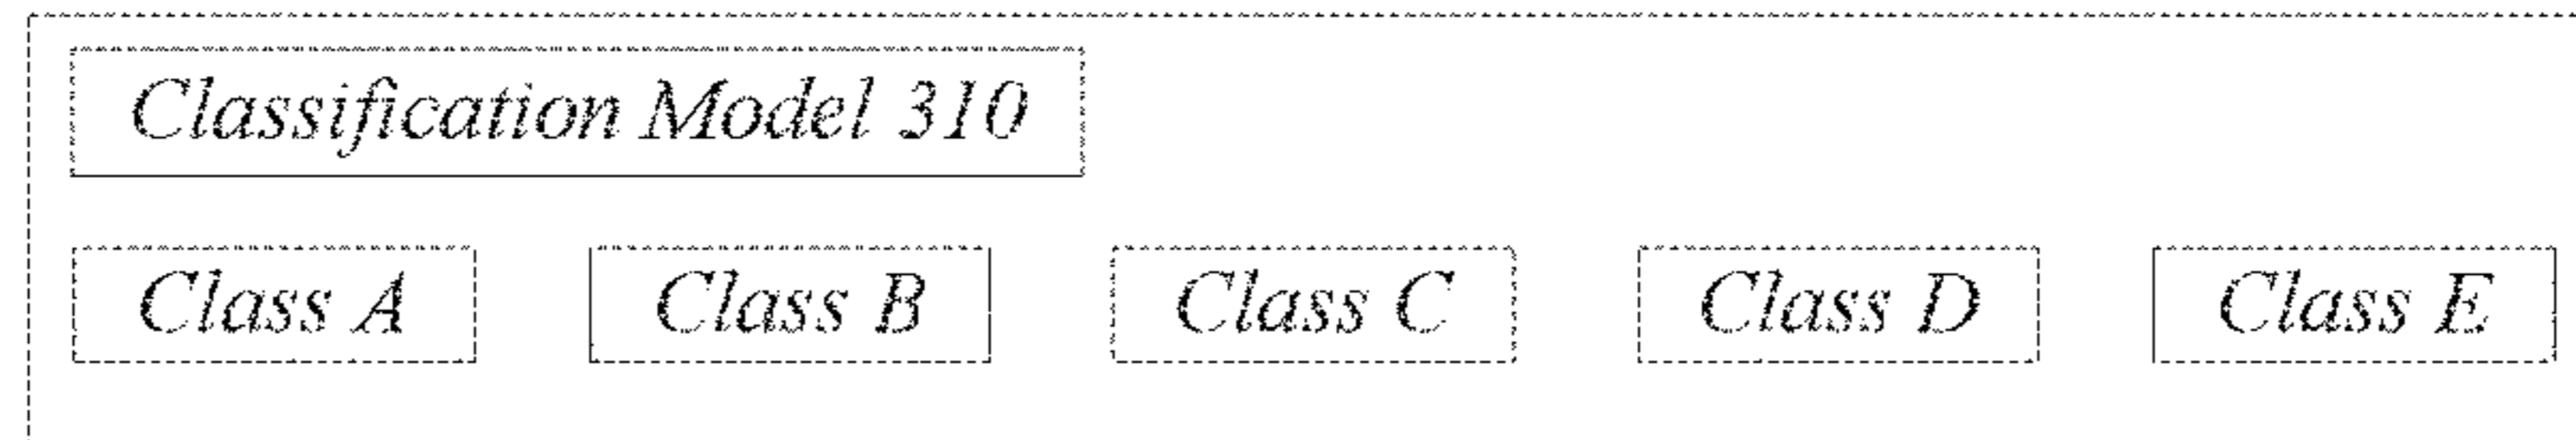 Classification Model 310
Class A Class B Class C Class D Class E